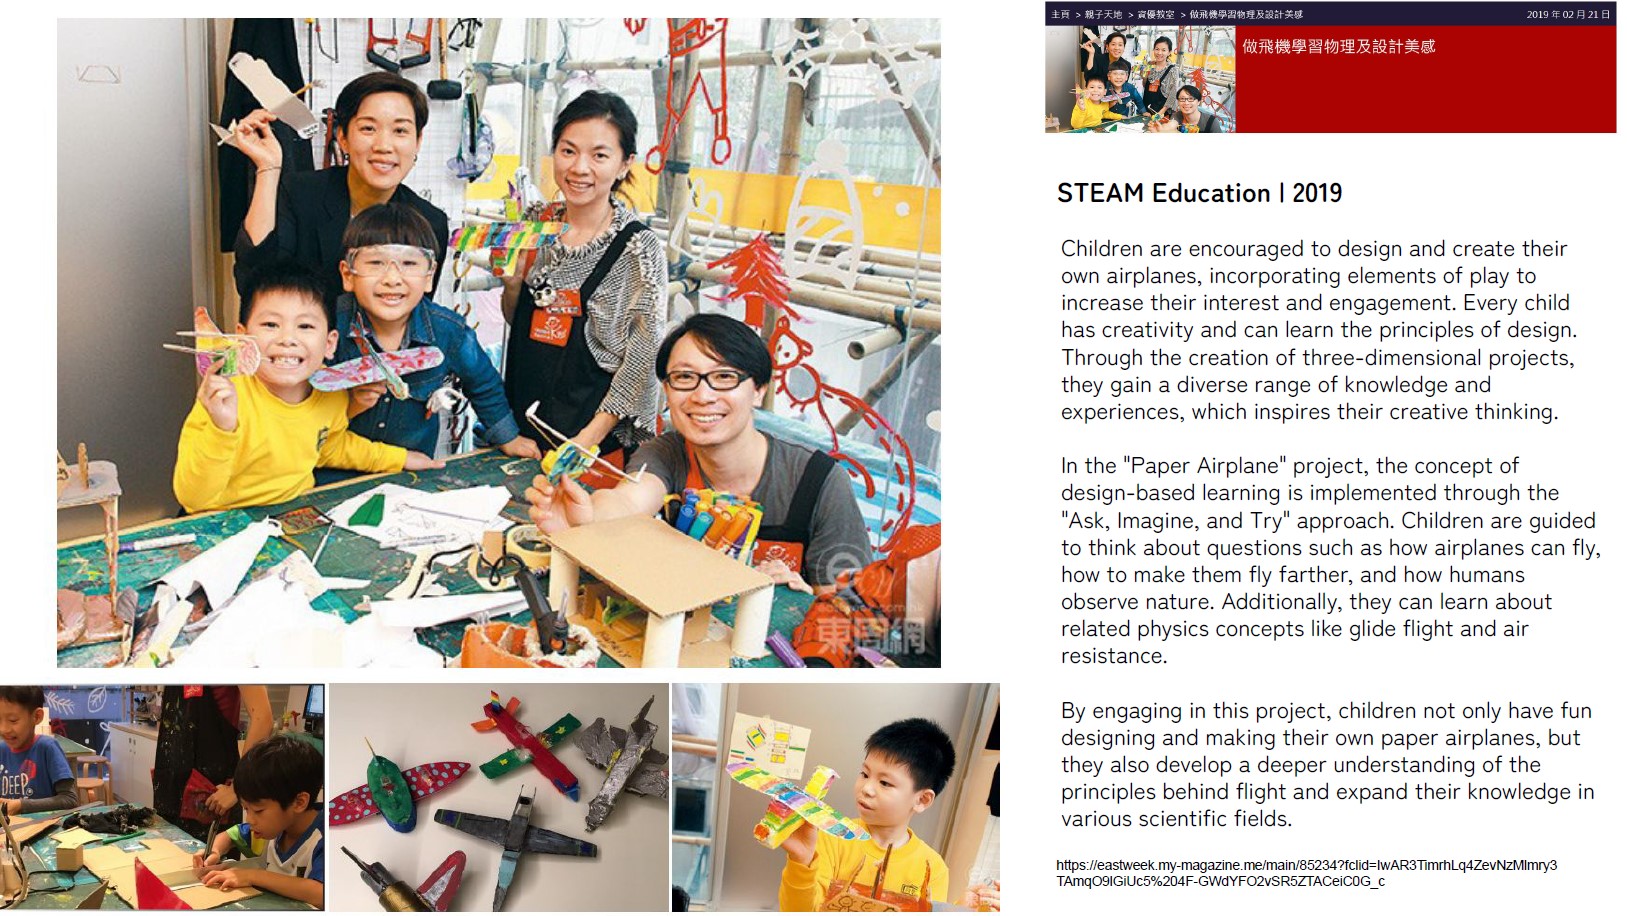 主頁 > 親子天地 > 資優教室 > 做飛機學習物理及設計美感
2019 年 02 月 21 日
做飛機學習物理及設計美感
STEAM Education | 2019
Children are encouraged to design and create their
own airplanes, incorporating elements of play to
increase their interest and engagement. Every child
has creativity and can learn the principles of design.
Through the creation of three-dimensional projects,
they gain a diverse range of knowledge and
experiences, which inspires their creative thinking.
In the "Paper Airplane" project, the concept of
design-based learning is implemented through the
"Ask, Imagine, and Try" approach. Children are guided
to think about questions such as how airplanes can fly,
how to make them fly farther, and how humans
observe nature. Additionally, they can learn about
related physics concepts like glide flight and air
resistance.
By engaging in this project, children not only have fun
designing and making their own paper airplanes, but
they also develop a deeper understanding of the
principles behind flight and expand their knowledge in
various scientific fields.
https://eastweek.my-magazine.me/main/85234?fclid=IwAR3TimrhLq4ZevNzMlmry3
TAmqO9IGiUc5%204F-GWdYFO2vSR5ZTACeiC0G_c
東周網
DEEP